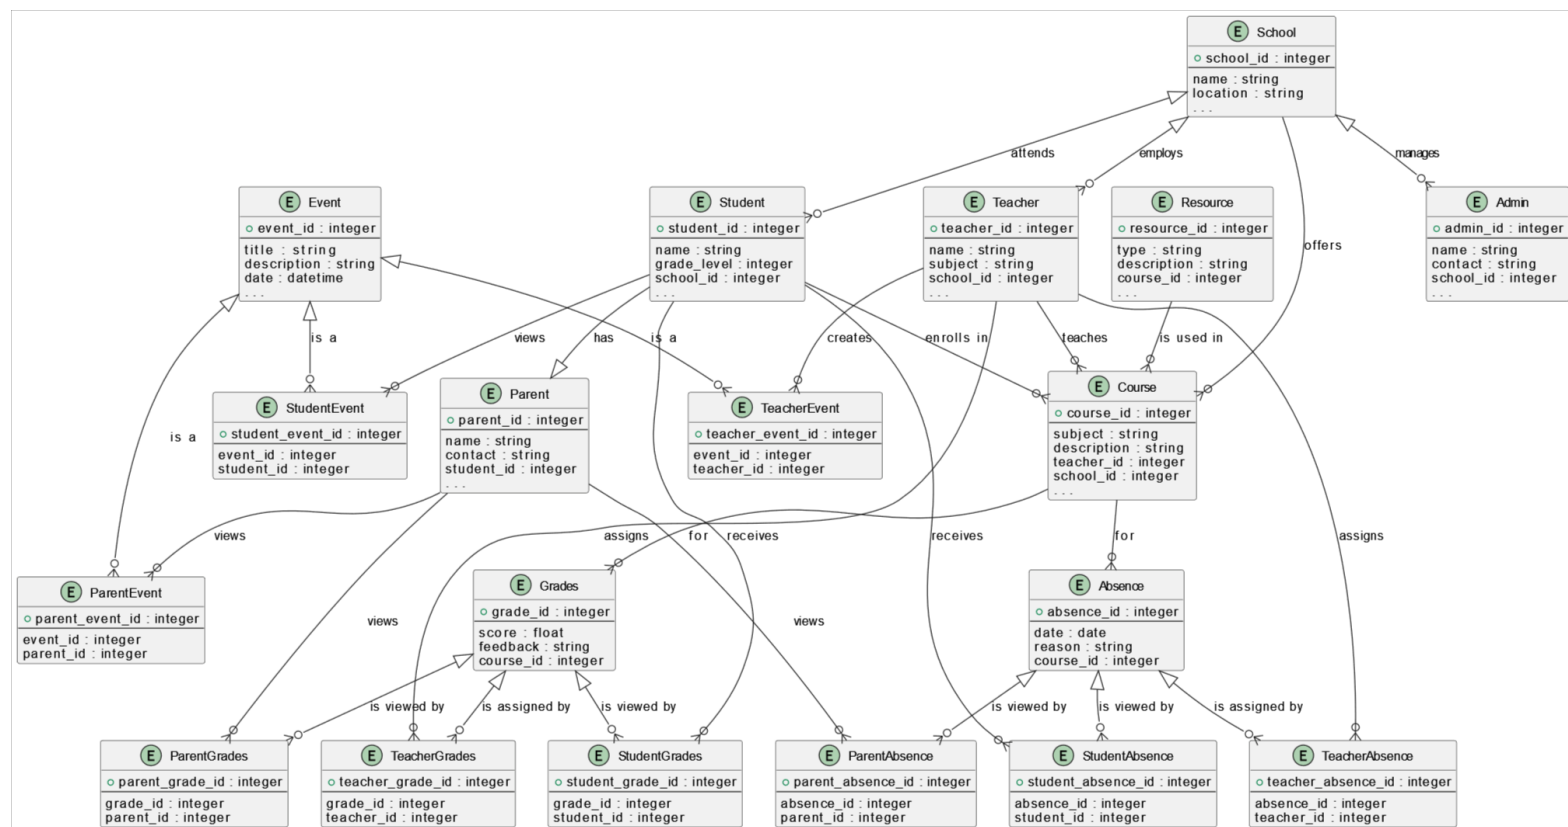 E School
school_id : integer
name : string
location : string
...
attends
employs
manages
offers
E Event
event_id : integer
title : string
description : string
date : datetime
...
E Student
student_id : integer
name : string
grade_level : integer
school_id : integer
...
E Teacher
teacher_id : integer
name : string
subject : string
school_id : integer
...
E Resource
resource_id : integer
type : string
description : string
course_id : integer
...
E Admin
admin_id : integer
name : string
contact : string
school_id : integer
...
is a
views
has
is a
creates
enrolls in
teaches
is used in
E StudentEvent
student_event_id : integer
event_id : integer
student_id : integer
E Parent
parent_id : integer
name : string
contact : string
student_id : integer
...
E TeacherEvent
teacher_event_id : integer
event_id : integer
teacher_id : integer
E Course
course_id : integer
subject : string
description : string
teacher_id : integer
school_id : integer
...
is a
views
assigns
for
receives
receives
for
assigns
E ParentEvent
parent_event_id : integer
event_id : integer
parent_id : integer
E Grades
grade_id : integer
score : float
feedback : string
course_id : integer
E Absence
absence_id : integer
date : date
reason : string
course_id : integer
views
views
is viewed by
is assigned by
is viewed by
is viewed by
is viewed by
is assigned by
E ParentGrades
parent_grade_id : integer
grade_id : integer
parent_id : integer
E TeacherGrades
teacher_grade_id : integer
grade_id : integer
teacher_id : integer
E StudentGrades
student_grade_id : integer
grade_id : integer
student_id : integer
E ParentAbsence
parent_absence_id : integer
absence_id : integer
parent_id : integer
E StudentAbsence
student_absence_id : integer
absence_id : integer
student_id : integer
E TeacherAbsence
teacher_absence_id : integer
absence_id : integer
teacher_id : integer